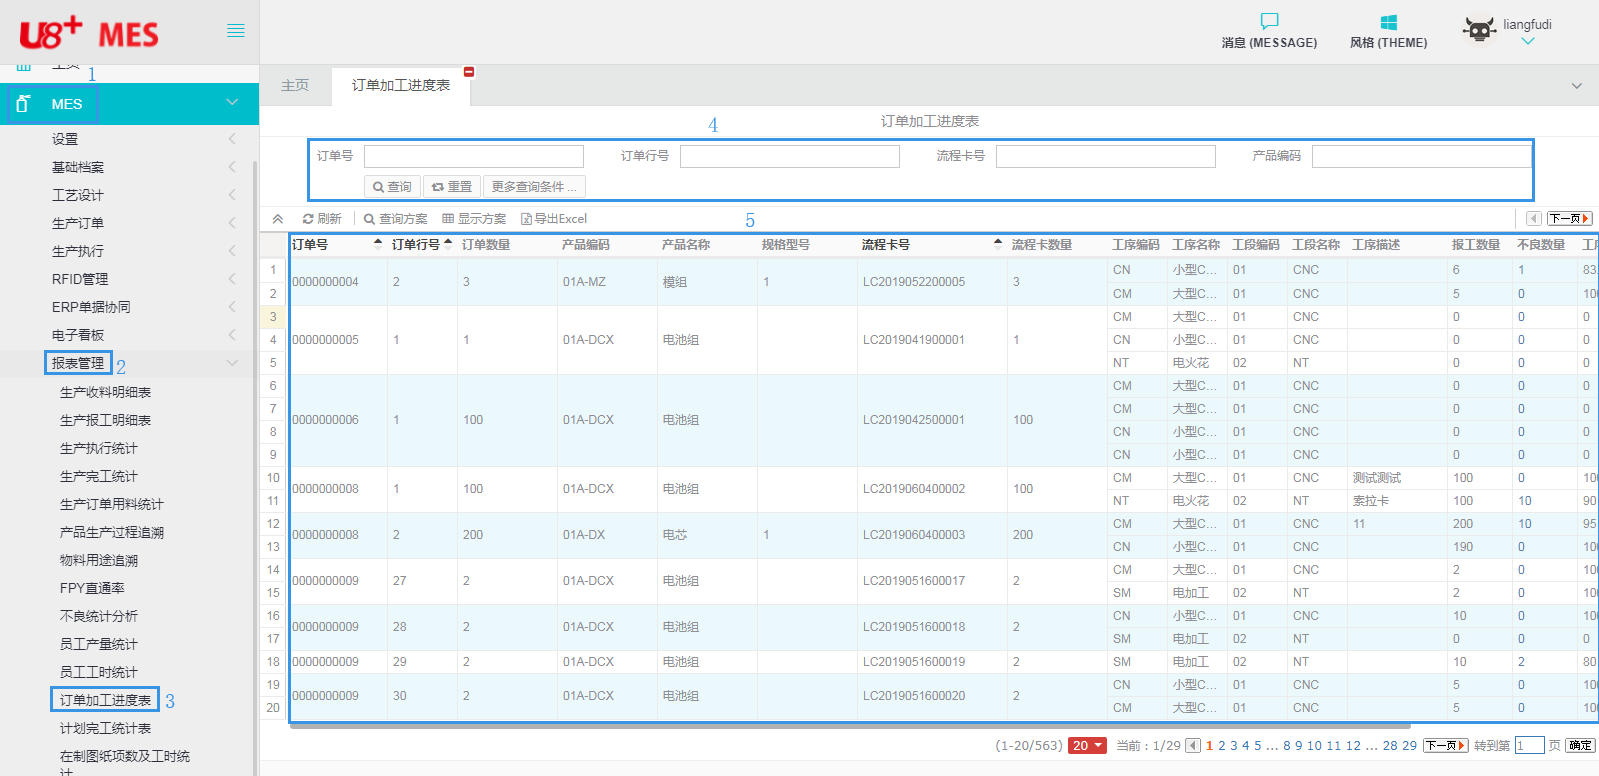 U8+ MES
消息 (MESSAGE)
风格 (THEME)
liangfudi
主页
1
MES
设置
基础档案
工艺设计
生产订单
生产执行
RFID管理
ERP单据协同
电子看板
报表管理
2
生产收料明细表
生产报工明细表
生产执行统计
生产完工统计
生产订单用料统计
产品生产过程追溯
物料用途追溯
FPY直通率
不良统计分析
员工产量统计
员工工时统计
订单加工进度表
3
计划完工统计表
在制图纸项数及工时统
计
主页 订单加工进度表
订单加工进度表
4
订单号 订单行号 流程卡号 产品编码
查询 重置 更多查询条件 ...
刷新 查询方案 显示方案 导出Excel 5 下一页
订单号 订单行号 订单数量 产品编码 产品名称 规格型号 流程卡号 流程卡数量 工序编码 工序名称 工段编码 工段名称 工序描述 报工数量 不良数量
1 0000000004 2 3 01A-MZ 模组 1 LC2019052200005 3 CN 小型C... 01 CNC 6 1 83.
2 CM 大型C... 01 CNC 5 0 100
3 0000000005 1 1 01A-DCX 电池组 LC2019041900001 1 CM 大型C... 01 CNC 0 0 0
4 CN 小型C... 01 CNC 0 0 0
5 NT 电火花 02 NT 0 0 0
6 0000000006 1 100 01A-DCX 电池组 LC2019042500001 100 CM 大型C... 01 CNC 0 0 0
7 CM 大型C... 01 CNC 0 0 0
8 CN 小型C... 01 CNC 0 0 0
9 CN 小型C... 01 CNC 0 0 0
10 0000000008 1 100 01A-DCX 电池组 LC2019060400002 100 CM 大型C... 01 CNC 测试测试 100 0 100
11 NT 电火花 02 NT 索拉卡 100 10 90
12 0000000008 2 200 01A-DX 电芯 1 LC2019060400003 200 CM 大型C... 01 CNC 11 200 10 95
13 CN 小型C... 01 CNC 190 0 100
14 0000000009 27 2 01A-DCX 电池组 LC2019051600017 2 CM 大型C... 01 CNC 2 0 100
15 SM 电加工 02 NT 2 0 100
16 0000000009 28 2 01A-DCX 电池组 LC2019051600018 2 CN 小型C... 01 CNC 10 0 100
17 SM 电加工 02 NT 0 0 0
18 0000000009 29 2 01A-DCX 电池组 LC2019051600019 2 SM 电加工 02 NT 10 2 80
19 0000000009 30 2 01A-DCX 电池组 LC2019051600020 2 CN 小型C... 01 CNC 5 0 100
20 CM 大型C... 01 CNC 5 0 100
(1-20/563) 20 当前：1/29 1 2 3 4 5 ... 8 9 10 11 12 ... 28 29 下一页 转到第 1 页 确定